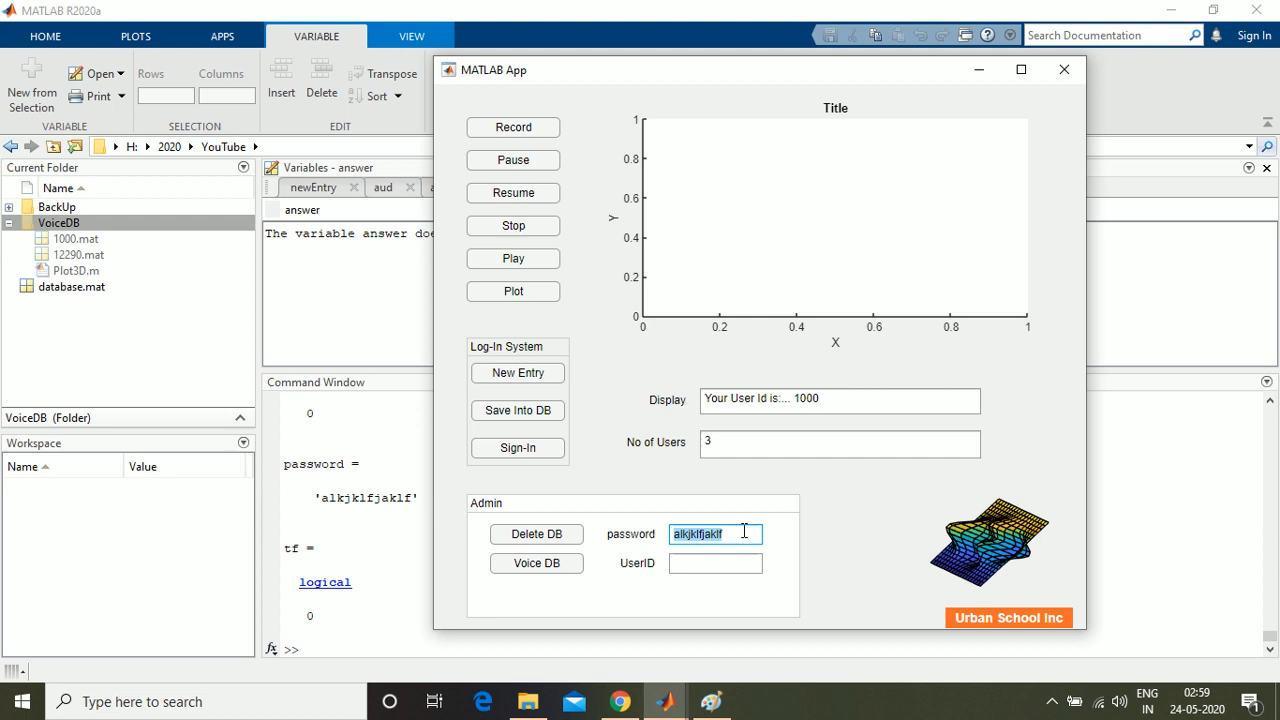 MATLAB R2020a
HOME PLOTS APPS VARIABLE VIEW
Search Documentation Sign In
New from Selection
Open
Print
Rows Columns
Insert Delete
Transpose
Sort
VARIABLE SELECTION EDIT
H: 2020 YouTube
Current Folder
Name
BackUp
VoiceDB
1000.mat
12290.mat
Plot3D.m
database.mat
VoiceDB (Folder)
Workspace
Name Value
Variables - answer
newEntry aud
answer
The variable answer
Command Window
0
password =
'alkjklfjaklf'
tf =
logical
0
fx >>
MATLAB App
Record
Pause
Resume
Stop
Play
Plot
Title
1
0.8
0.6
0.4
0.2
0
Y
0 0.2 0.4 0.6 0.8 1
X
Log-In System
New Entry
Save Into DB
Sign-In
Display Your User Id is:... 1000
No of Users 3
Admin
Delete DB password alkjklfjaklf
Voice DB UserID
Urban School Inc
Type here to search
ENG
IN
02:59
24-05-2020
1